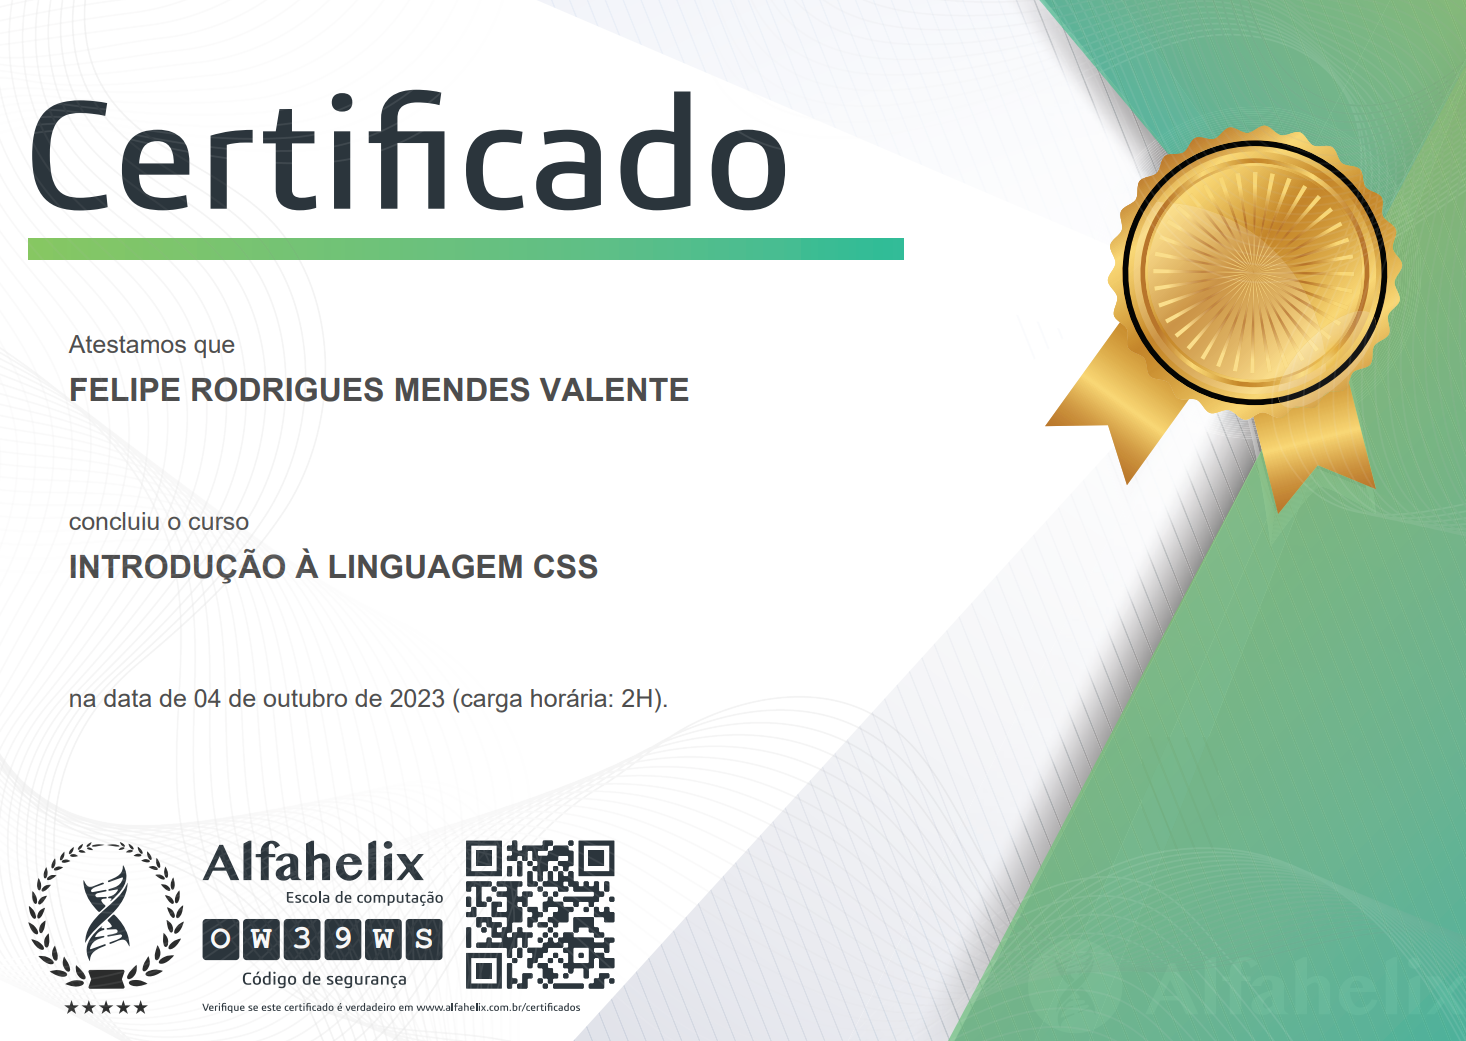 Certificado
Atestamos que
FELIPE RODRIGUES MENDES VALENTE
concluiu o curso
INTRODUÇÃO À LINGUAGEM CSS
na data de 04 de outubro de 2023 (carga horária: 2H).
Alfahelix
Escola de computação
OW39WS
Código de segurança
Verifique se este certificado é verdadeiro em www.alfahelix.com.br/certificados
Alfahelix